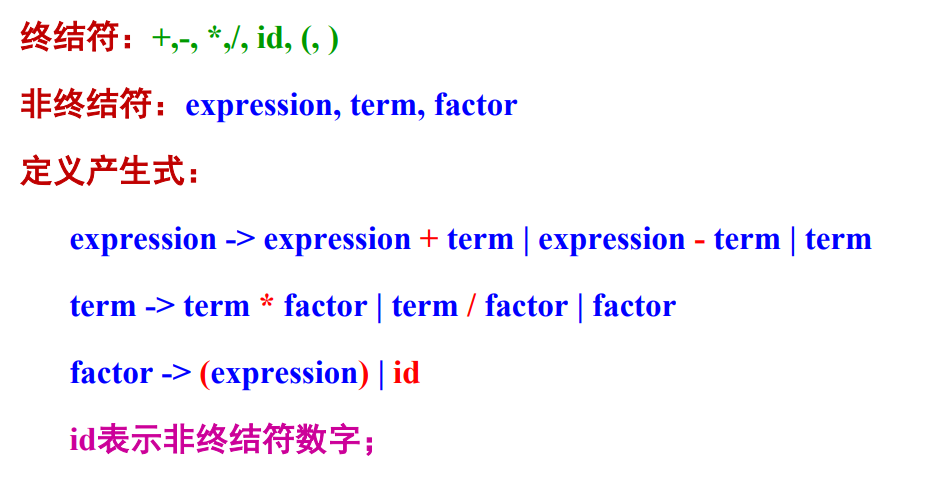 终结符：+,-, *,/, id, (, )
非终结符：expression, term, factor
定义产生式：
expression -> expression + term | expression - term | term
term -> term * factor | term / factor | factor
factor -> (expression) | id
id表示非终结符数字；